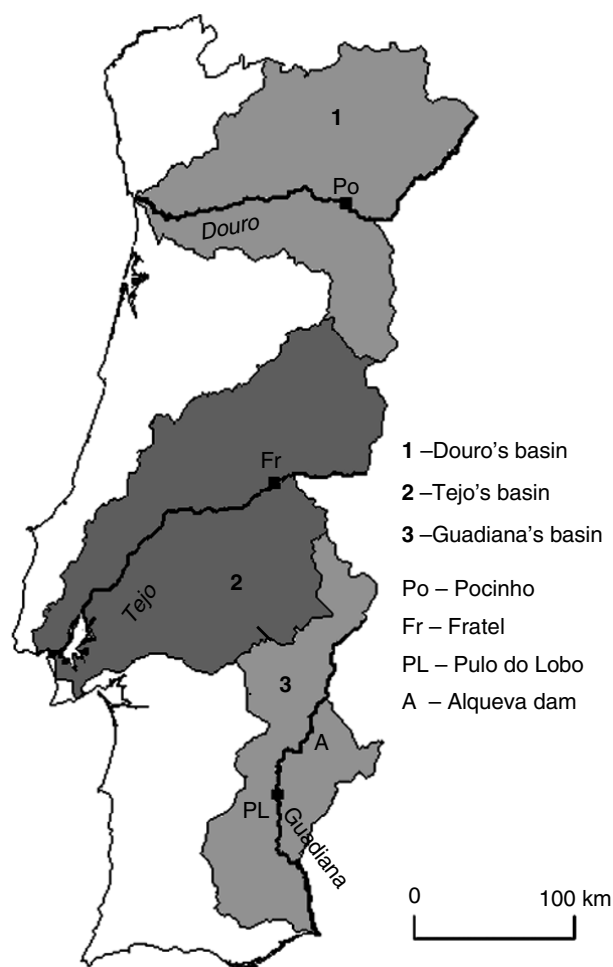 1
Po
Douro
Fr
1 –Douro's basin
2 –Tejo's basin
3 –Guadiana's basin
Tejo
2
Po – Pocinho
Fr – Fratel
PL – Pulo do Lobo
A – Alqueva dam
3
A
PL
Guadiana
0 100 km